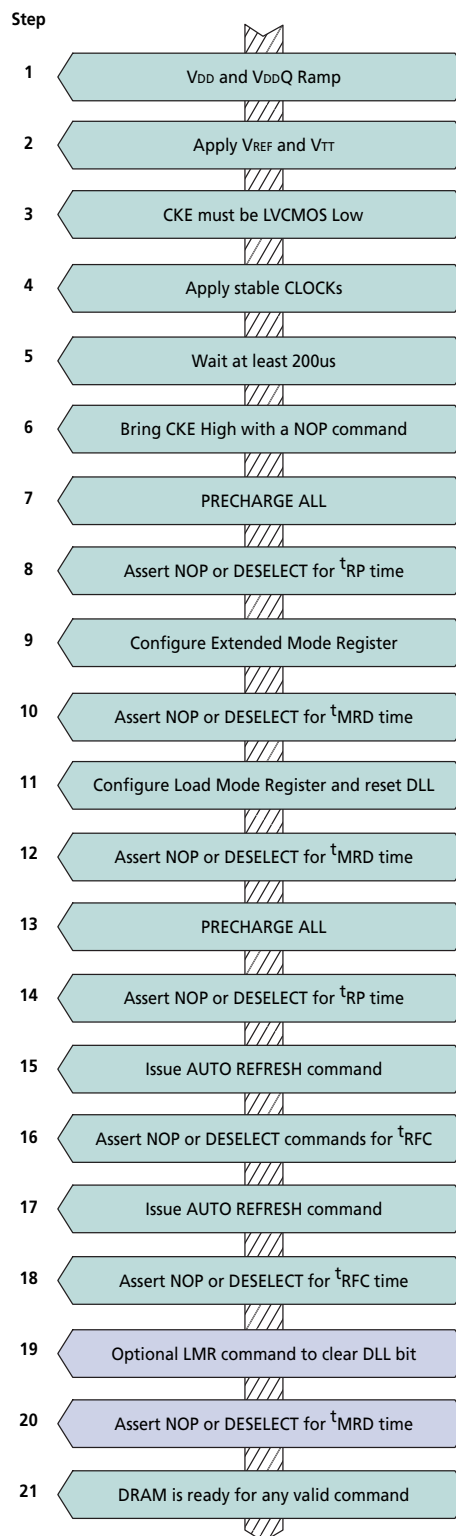 Step
1 VDD and VDDQ Ramp
2 Apply VREF and VTT
3 CKE must be LVCMOS Low
4 Apply stable CLOCKs
5 Wait at least 200us
6 Bring CKE High with a NOP command
7 PRECHARGE ALL
8 Assert NOP or DESELECT for tRP time
9 Configure Extended Mode Register
10 Assert NOP or DESELECT for tMRD time
11 Configure Load Mode Register and reset DLL
12 Assert NOP or DESELECT for tMRD time
13 PRECHARGE ALL
14 Assert NOP or DESELECT for tRP time
15 Issue AUTO REFRESH command
16 Assert NOP or DESELECT commands for tRFC
17 Issue AUTO REFRESH command
18 Assert NOP or DESELECT for tRFC time
19 Optional LMR command to clear DLL bit
20 Assert NOP or DESELECT for tMRD time
21 DRAM is ready for any valid command